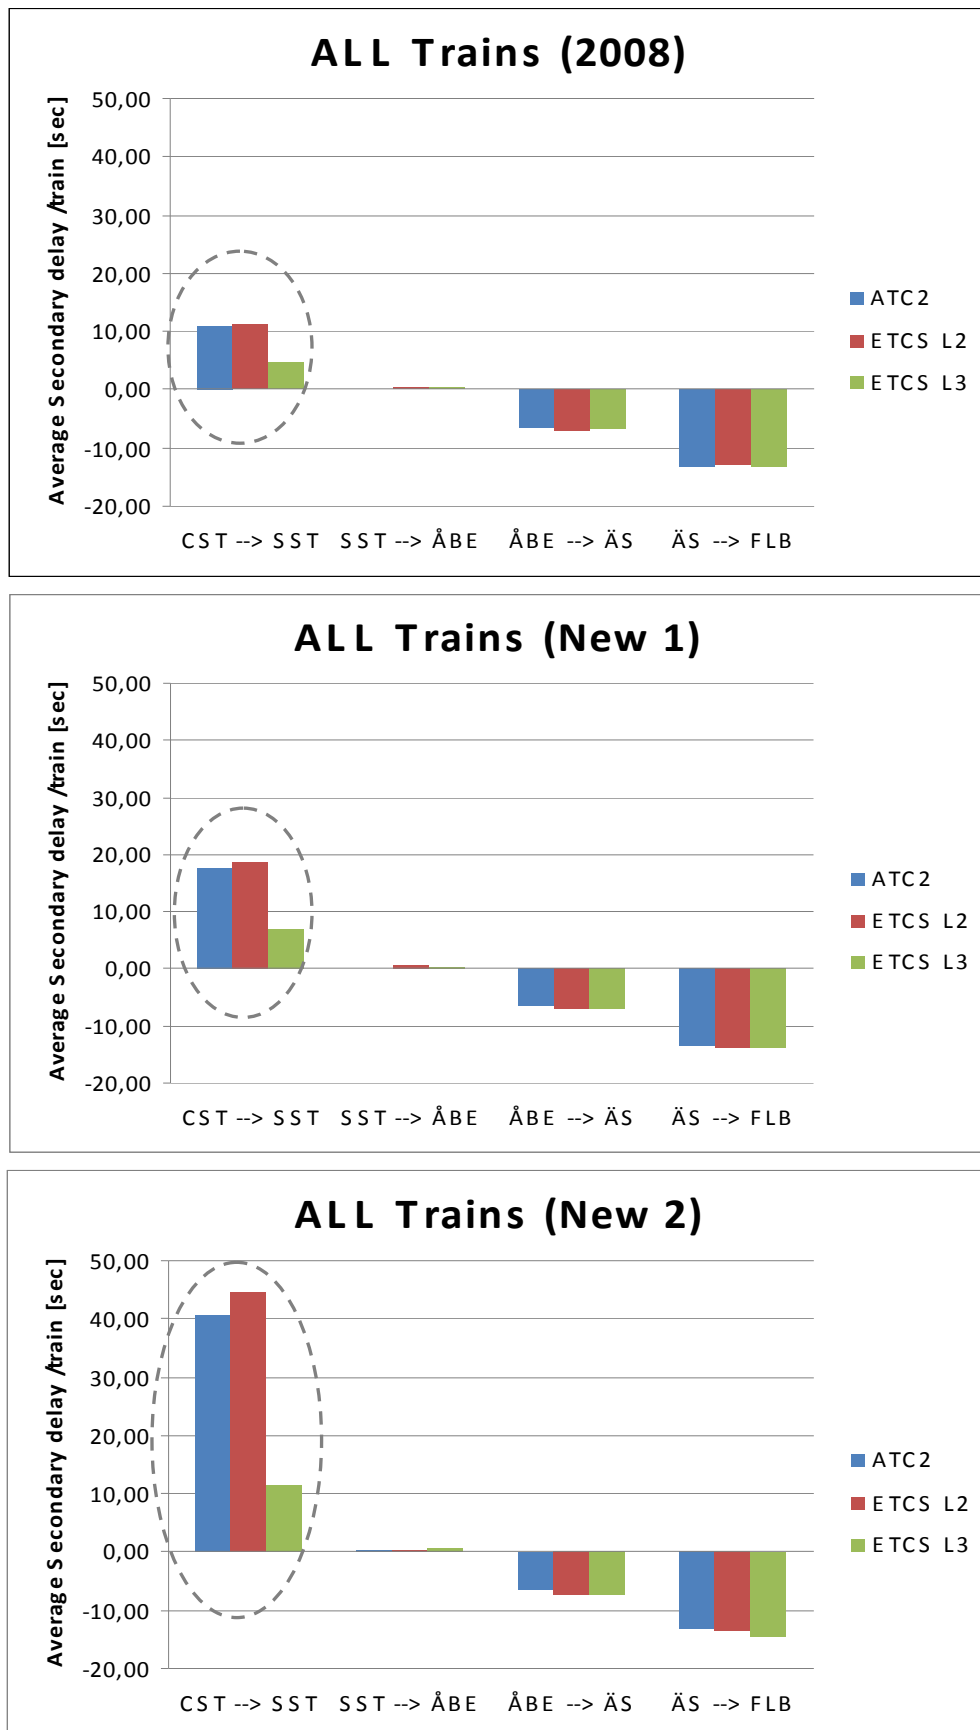 ALL Trains (2008)
Average Secondary delay /train [sec]
50,00
40,00
30,00
20,00
10,00
0,00
-10,00
-20,00
CST --> SST SST --> ÅBE ÅBE --> ÄS ÄS --> FLB
ATC2
ETCS L2
ETCS L3
ALL Trains (New 1)
Average Secondary delay /train [sec]
50,00
40,00
30,00
20,00
10,00
0,00
-10,00
-20,00
CST --> SST SST --> ÅBE ÅBE --> ÄS ÄS --> FLB
ATC2
ETCS L2
ETCS L3
ALL Trains (New 2)
Average Secondary delay /train [sec]
50,00
40,00
30,00
20,00
10,00
0,00
-10,00
-20,00
CST --> SST SST --> ÅBE ÅBE --> ÄS ÄS --> FLB
ATC2
ETCS L2
ETCS L3